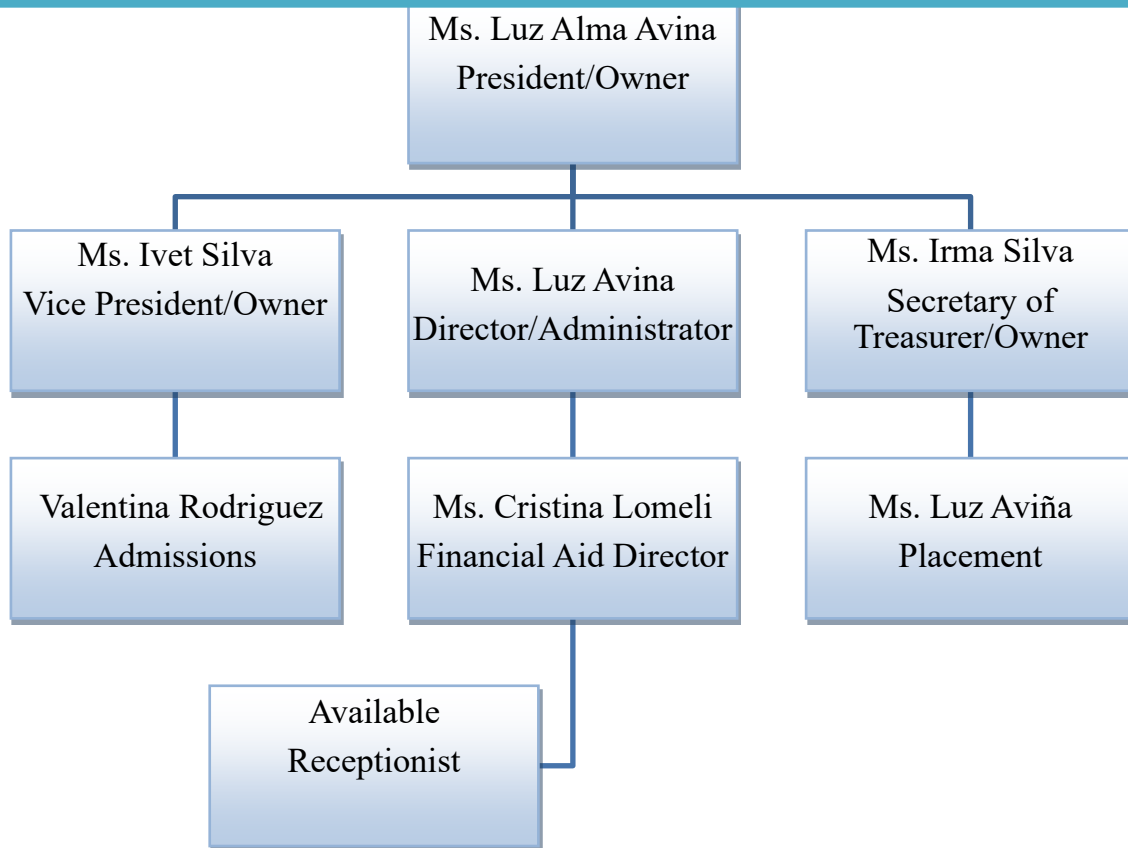 Ms. Luz Alma Avina
President/Owner
Ms. Ivet Silva
Vice President/Owner
Ms. Luz Avina
Director/Administrator
Ms. Irma Silva
Secretary of
Treasurer/Owner
Valentina Rodriguez
Admissions
Ms. Cristina Lomeli
Financial Aid Director
Ms. Luz Aviña
Placement
Available
Receptionist